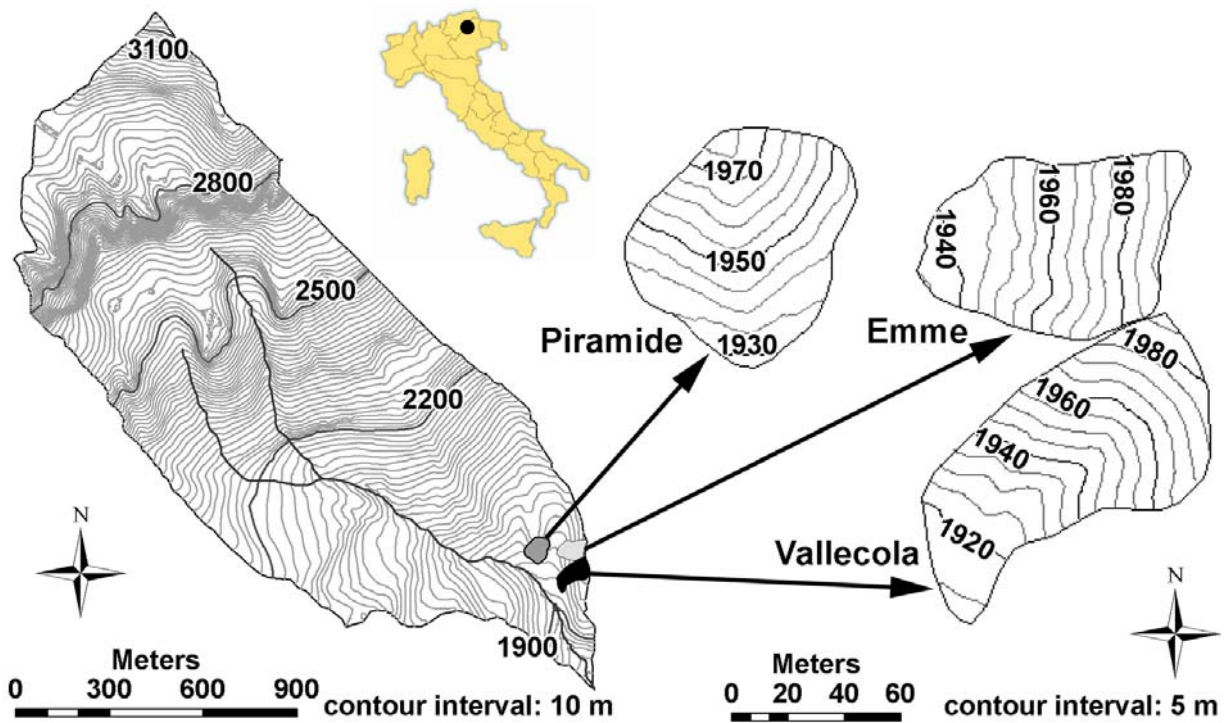 3100
2800
2500
2200
1900
N
Meters
0 300 600 900
contour interval: 10 m
1970
1950
1930
Piramide
1940
1960
1980
Emme
1980
1960
1940
1920
Vallecola
N
Meters
0 20 40 60
contour interval: 5 m